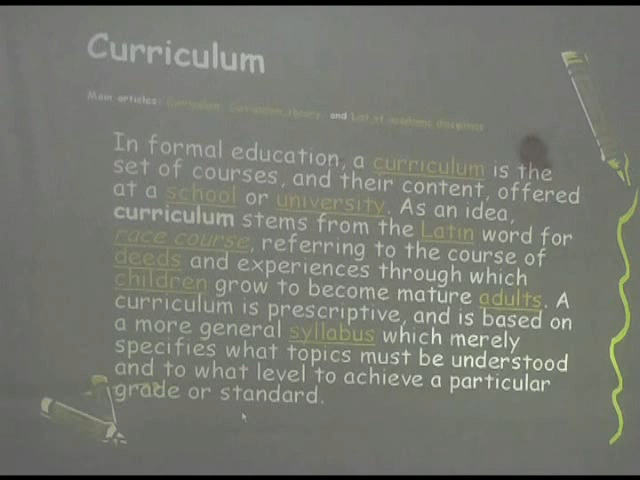 Curriculum
Main articles: Curriculum, Curriculum theory, and List of academic disciplines
In formal education, a curriculum is the
set of courses, and their content, offered
at a school or university. As an idea,
curriculum stems from the Latin word for
race course, referring to the course of
deeds and experiences through which
children grow to become mature adults. A
curriculum is prescriptive, and is based on
a more general syllabus which merely
specifies what topics must be understood
and to what level to achieve a particular
grade or standard.